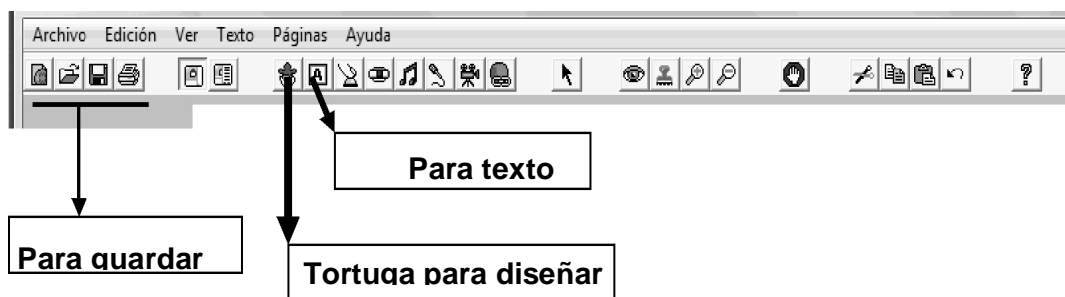 Archivo Edición Ver Texto Páginas Ayuda
A ?
Para texto
Para guardar
Tortuga para diseñar